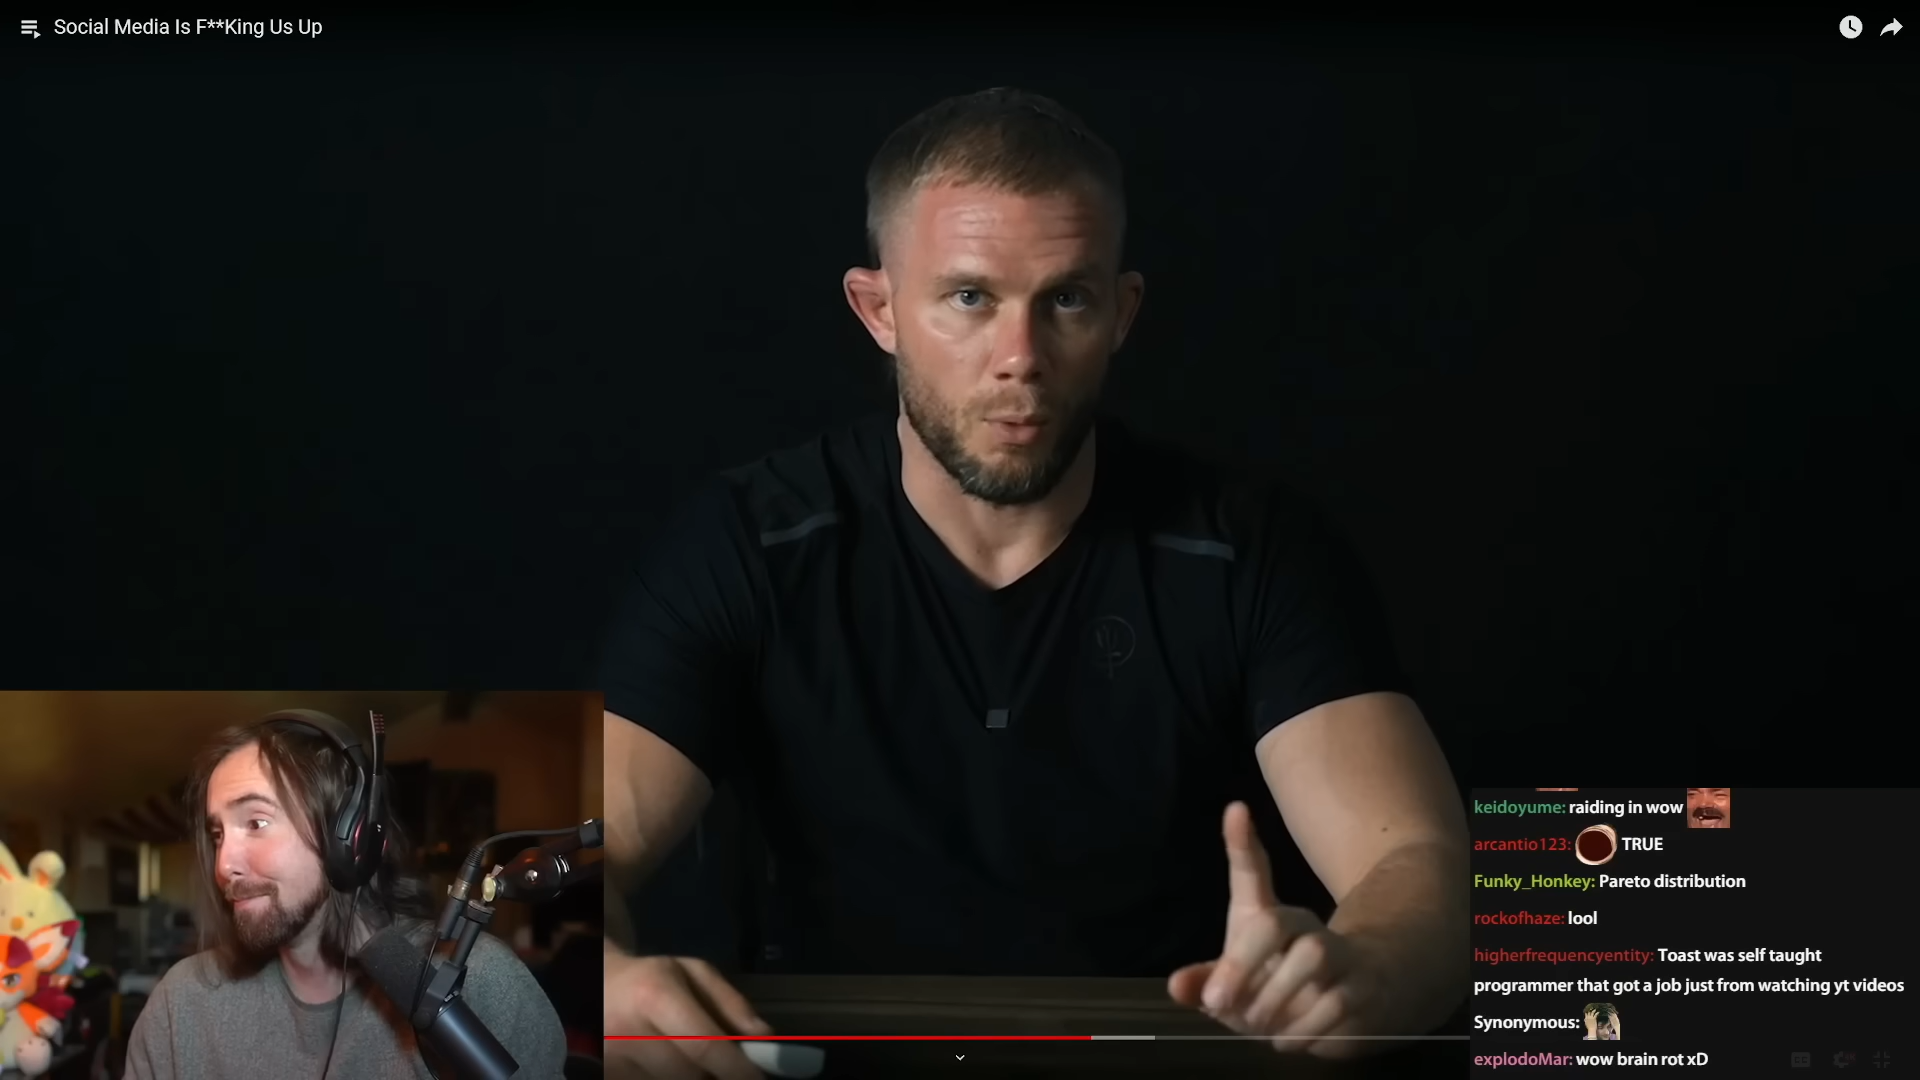 Social Media Is F**King Us Up
keidoyume: raiding in wow
arcantio123: TRUE
Funky_Honkey: Pareto distribution
rockofhaze: lool
higherfrequencyentity: Toast was self taught
programmer that got a job just from watching yt videos
Synonymous:
explodoMar: wow brain rot xD